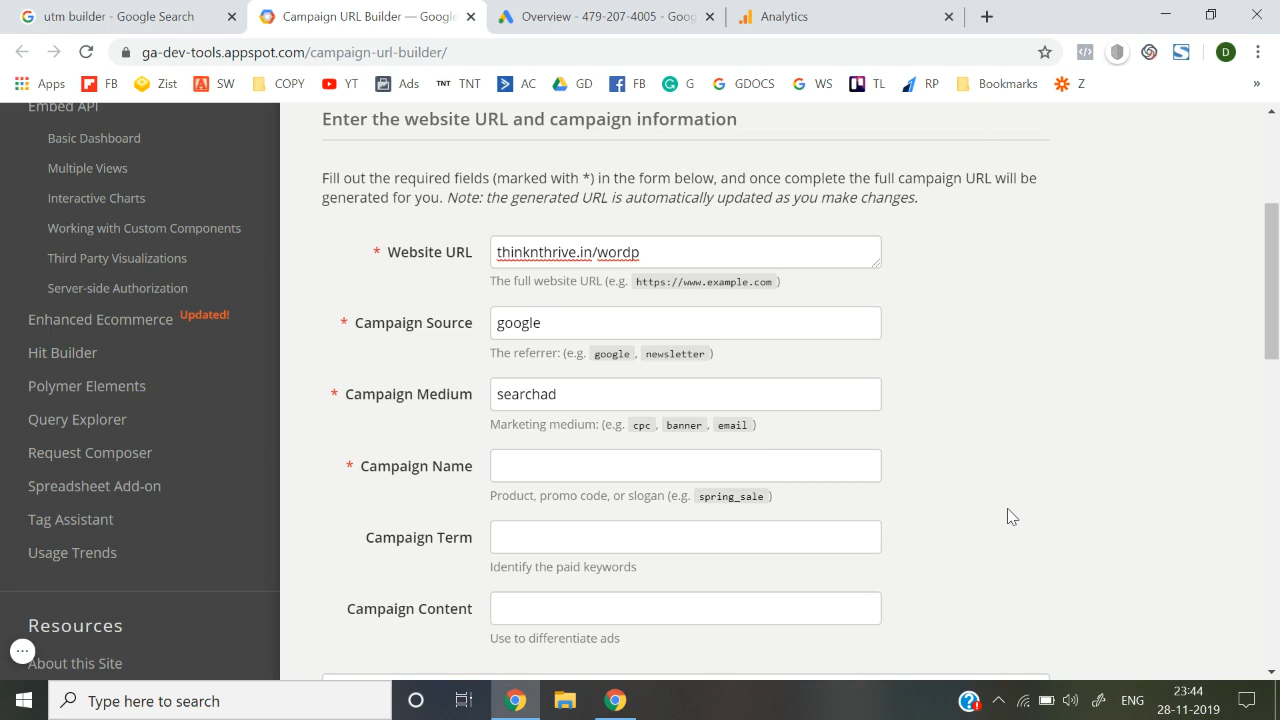 utm builder - Google Search
Campaign URL Builder — Google
Overview - 479-207-4005 - Goog
Analytics
ga-dev-tools.appspot.com/campaign-url-builder/
D
Apps FB Zist SW COPY YT Ads TNT TNT AC GD FB G GDOCS WS TL RP Bookmarks Z »
Embed API
Basic Dashboard
Multiple Views
Interactive Charts
Working with Custom Components
Third Party Visualizations
Server-side Authorization
Enhanced Ecommerce Updated!
Hit Builder
Polymer Elements
Query Explorer
Request Composer
Spreadsheet Add-on
Tag Assistant
Usage Trends
Resources
About this Site
Enter the website URL and campaign information
Fill out the required fields (marked with *) in the form below, and once complete the full campaign URL will be
generated for you. Note: the generated URL is automatically updated as you make changes.
* Website URL thinknthrive.in/wordp
The full website URL (e.g. https://www.example.com )
* Campaign Source google
The referrer: (e.g. google , newsletter )
* Campaign Medium searchad
Marketing medium: (e.g. cpc , banner , email )
* Campaign Name
Product, promo code, or slogan (e.g. spring_sale )
Campaign Term
Identify the paid keywords
Campaign Content
Use to differentiate ads
Type here to search
ENG
23:44
28-11-2019